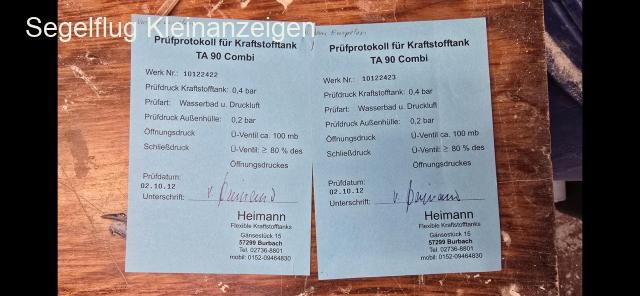 Segelflug Kleinanzeigen
Prüfprotokoll für Kraftstofftank
TA 90 Combi
Werk Nr.: 10122422
Prüfdruck Kraftstofftank: 0,4 bar
Prüfart: Wasserbad u. Druckluft
Prüfdruck Außenhülle: 0,2 bar
Öffnungsdruck Ü-Ventil ca. 100 mb
Schließdruck Ü-Ventil: ≥ 80 % des
Öffnungsdruckes
Prüfdatum:
02.10.12
Unterschrift:
Heimann
Flexible Kraftstofftanks
Gänsestück 15
57299 Burbach
Tel. 02736-8801
mobil: 0152-09464830
Prüfprotokoll für Kraftstofftank
TA 90 Combi
Werk Nr.: 10122423
Prüfdruck Kraftstofftank: 0,4 bar
Prüfart: Wasserbad u. Druckluft
Prüfdruck Außenhülle: 0,2 bar
Öffnungsdruck Ü-Ventil ca. 100 mb
Schließdruck Ü-Ventil: ≥ 80 % des
Öffnungsdruckes
Prüfdatum:
02.10.12
Unterschrift:
Heimann
Flexible Kraftstofftanks
Gänsestück 15
57299 Burbach
Tel. 02736-8801
mobil: 0152-09464830